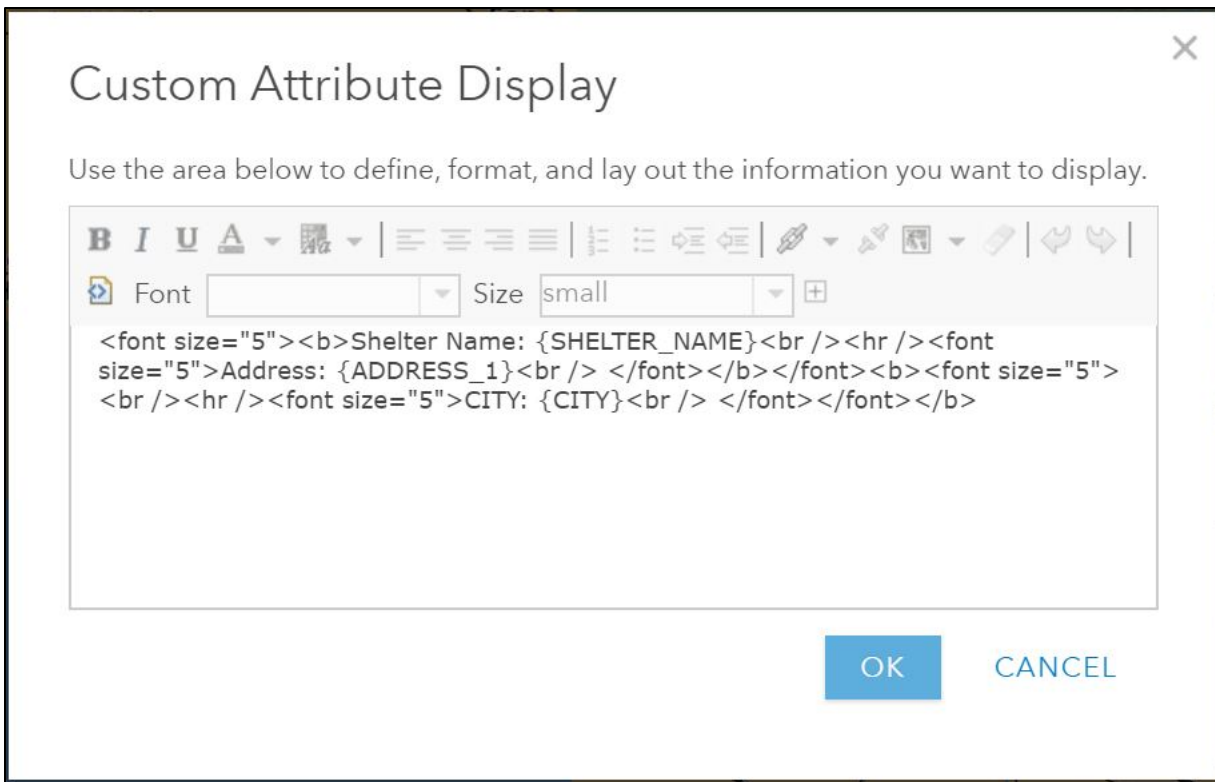 Custom Attribute Display
Use the area below to define, format, and lay out the information you want to display.
B I U A
Font Size small
<font size="5"><b>Shelter Name: {SHELTER_NAME}<br /><hr /><font
size="5">Address: {ADDRESS_1}<br /> </font></b></font><b><font size="5">
<br /><hr /><font size="5">CITY: {CITY}<br /> </font></font></b>
OK CANCEL